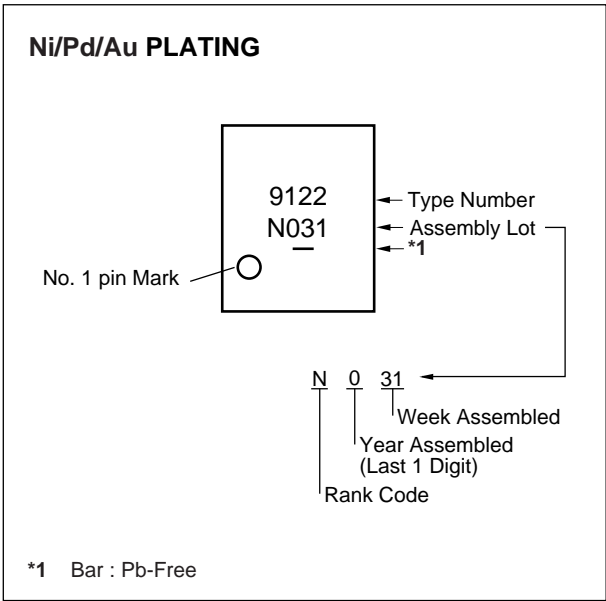 Ni/Pd/Au PLATING
9122
N031
Type Number
Assembly Lot
*1
No. 1 pin Mark
N 0 31
Week Assembled
Year Assembled
(Last 1 Digit)
Rank Code
*1 Bar : Pb-Free